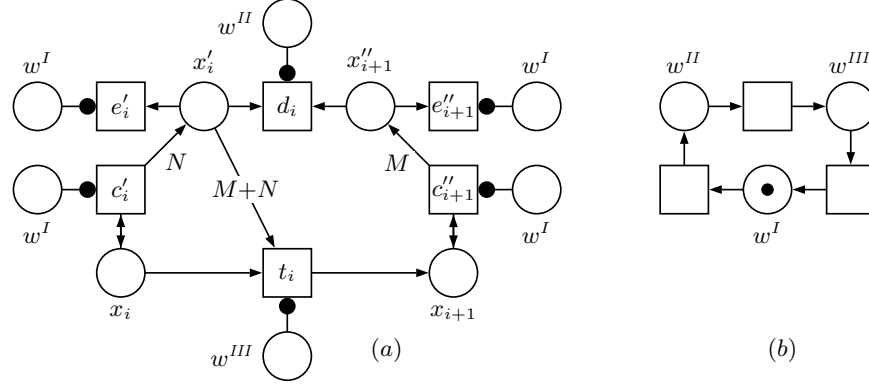 w^{II}
w^I x′_i x″_{i+1} w^I w^{II} w^{III}
e′_i d_i e″_{i+1}
N M
c′_i M+N c″_{i+1}
w^I w^I w^I
t_i
x_i x_{i+1}
w^{III} (a) (b)